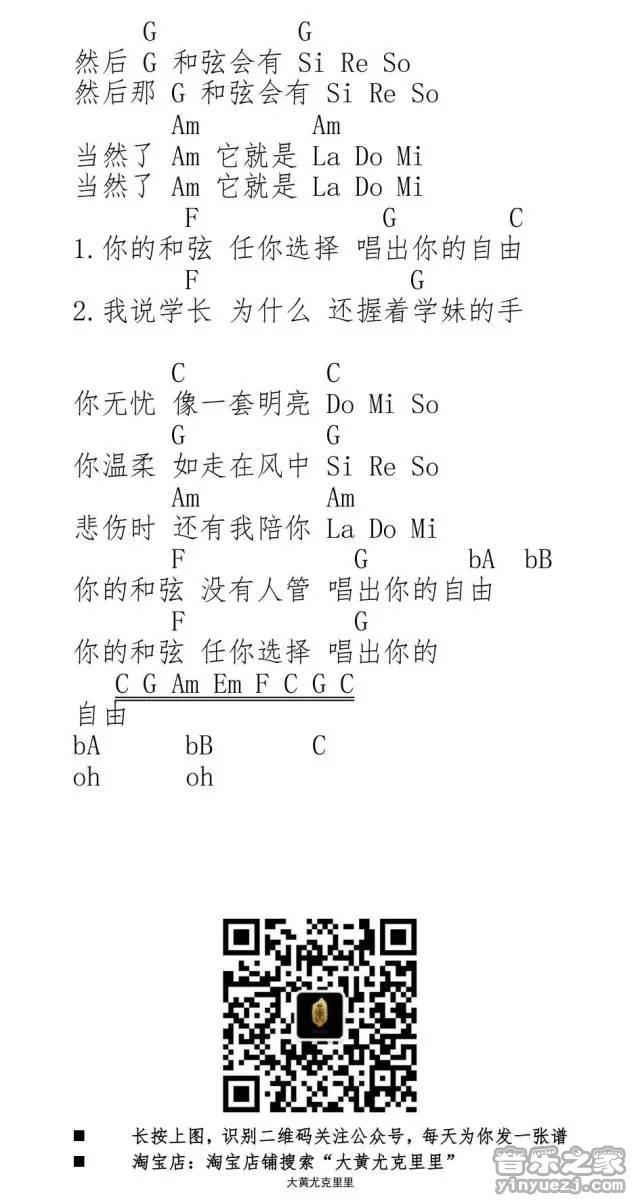 G G
然后 G 和弦会有 Si Re So
然后那 G 和弦会有 Si Re So
Am Am
当然了 Am 它就是 La Do Mi
当然了 Am 它就是 La Do Mi
F G C
1.你的和弦 任你选择 唱出你的自由
F G
2.我说学长 为什么 还握着学妹的手
C C
你无忧 像一套明亮 Do Mi So
G G
你温柔 如走在风中 Si Re So
Am Am
悲伤时 还有我陪你 La Do Mi
F G bA bB
你的和弦 没有人管 唱出你的自由
F G
你的和弦 任你选择 唱出你的
C G Am Em F C G C
自由
bA bB C
oh oh
■ 长按上图，识别二维码关注公众号，每天为你发一张谱
■ 淘宝店：淘宝店铺搜索“大黄尤克里里”
大黄尤克里里
音乐之家
yinyuezj.com